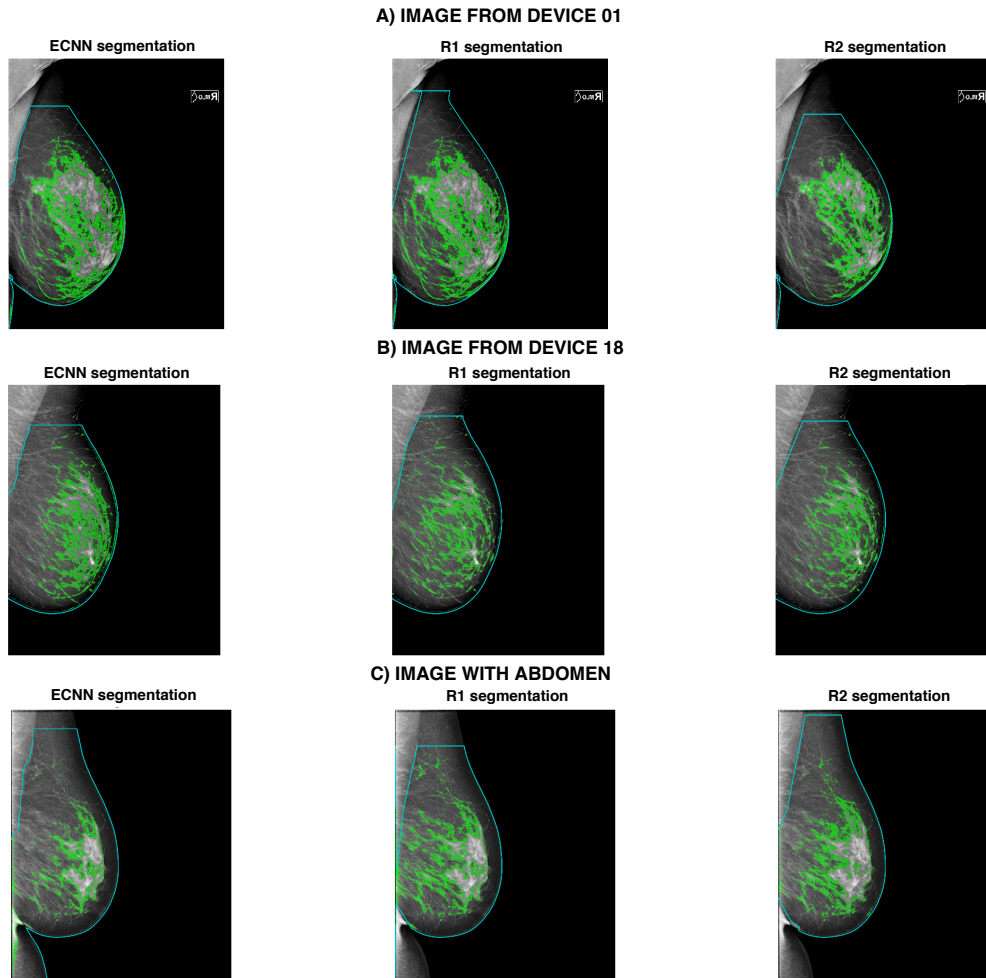 A) IMAGE FROM DEVICE 01
ECNN segmentation
R1 segmentation
R2 segmentation
B) IMAGE FROM DEVICE 18
ECNN segmentation
R1 segmentation
R2 segmentation
C) IMAGE WITH ABDOMEN
ECNN segmentation
R1 segmentation
R2 segmentation